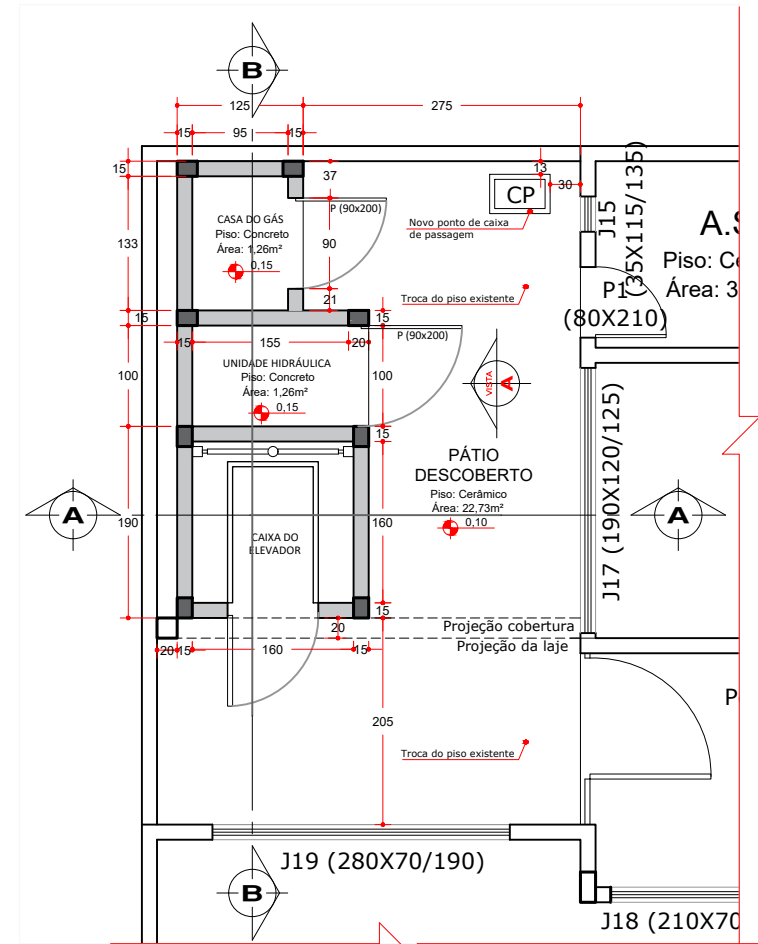 B
125
275
15
95
15
15
37
13
30
CP
J15
(35X115/135)
CASA DO GÁS
Piso: Concreto
Área: 1,26m²
0,15
P (90x200)
Novo ponto de caixa
de passagem
133
90
Troca do piso existente
21
P1
(80X210)
15
15
15
155
20
P (90x200)
UNIDADE HIDRÁULICA
Piso: Concreto
Área: 1,26m²
0,15
100
100
VISTA
A
15
PÁTIO
DESCOBERTO
Piso: Cerâmico
Área: 22,73m²
0,10
J17 (190X120/125)
A
A
190
CAIXA DO
ELEVADOR
160
15
20
Projeção cobertura
Projeção da laje
20
15
160
15
205
Troca do piso existente
J19 (280X70/190)
B
Piso:
Área: 3
J18 (210X70